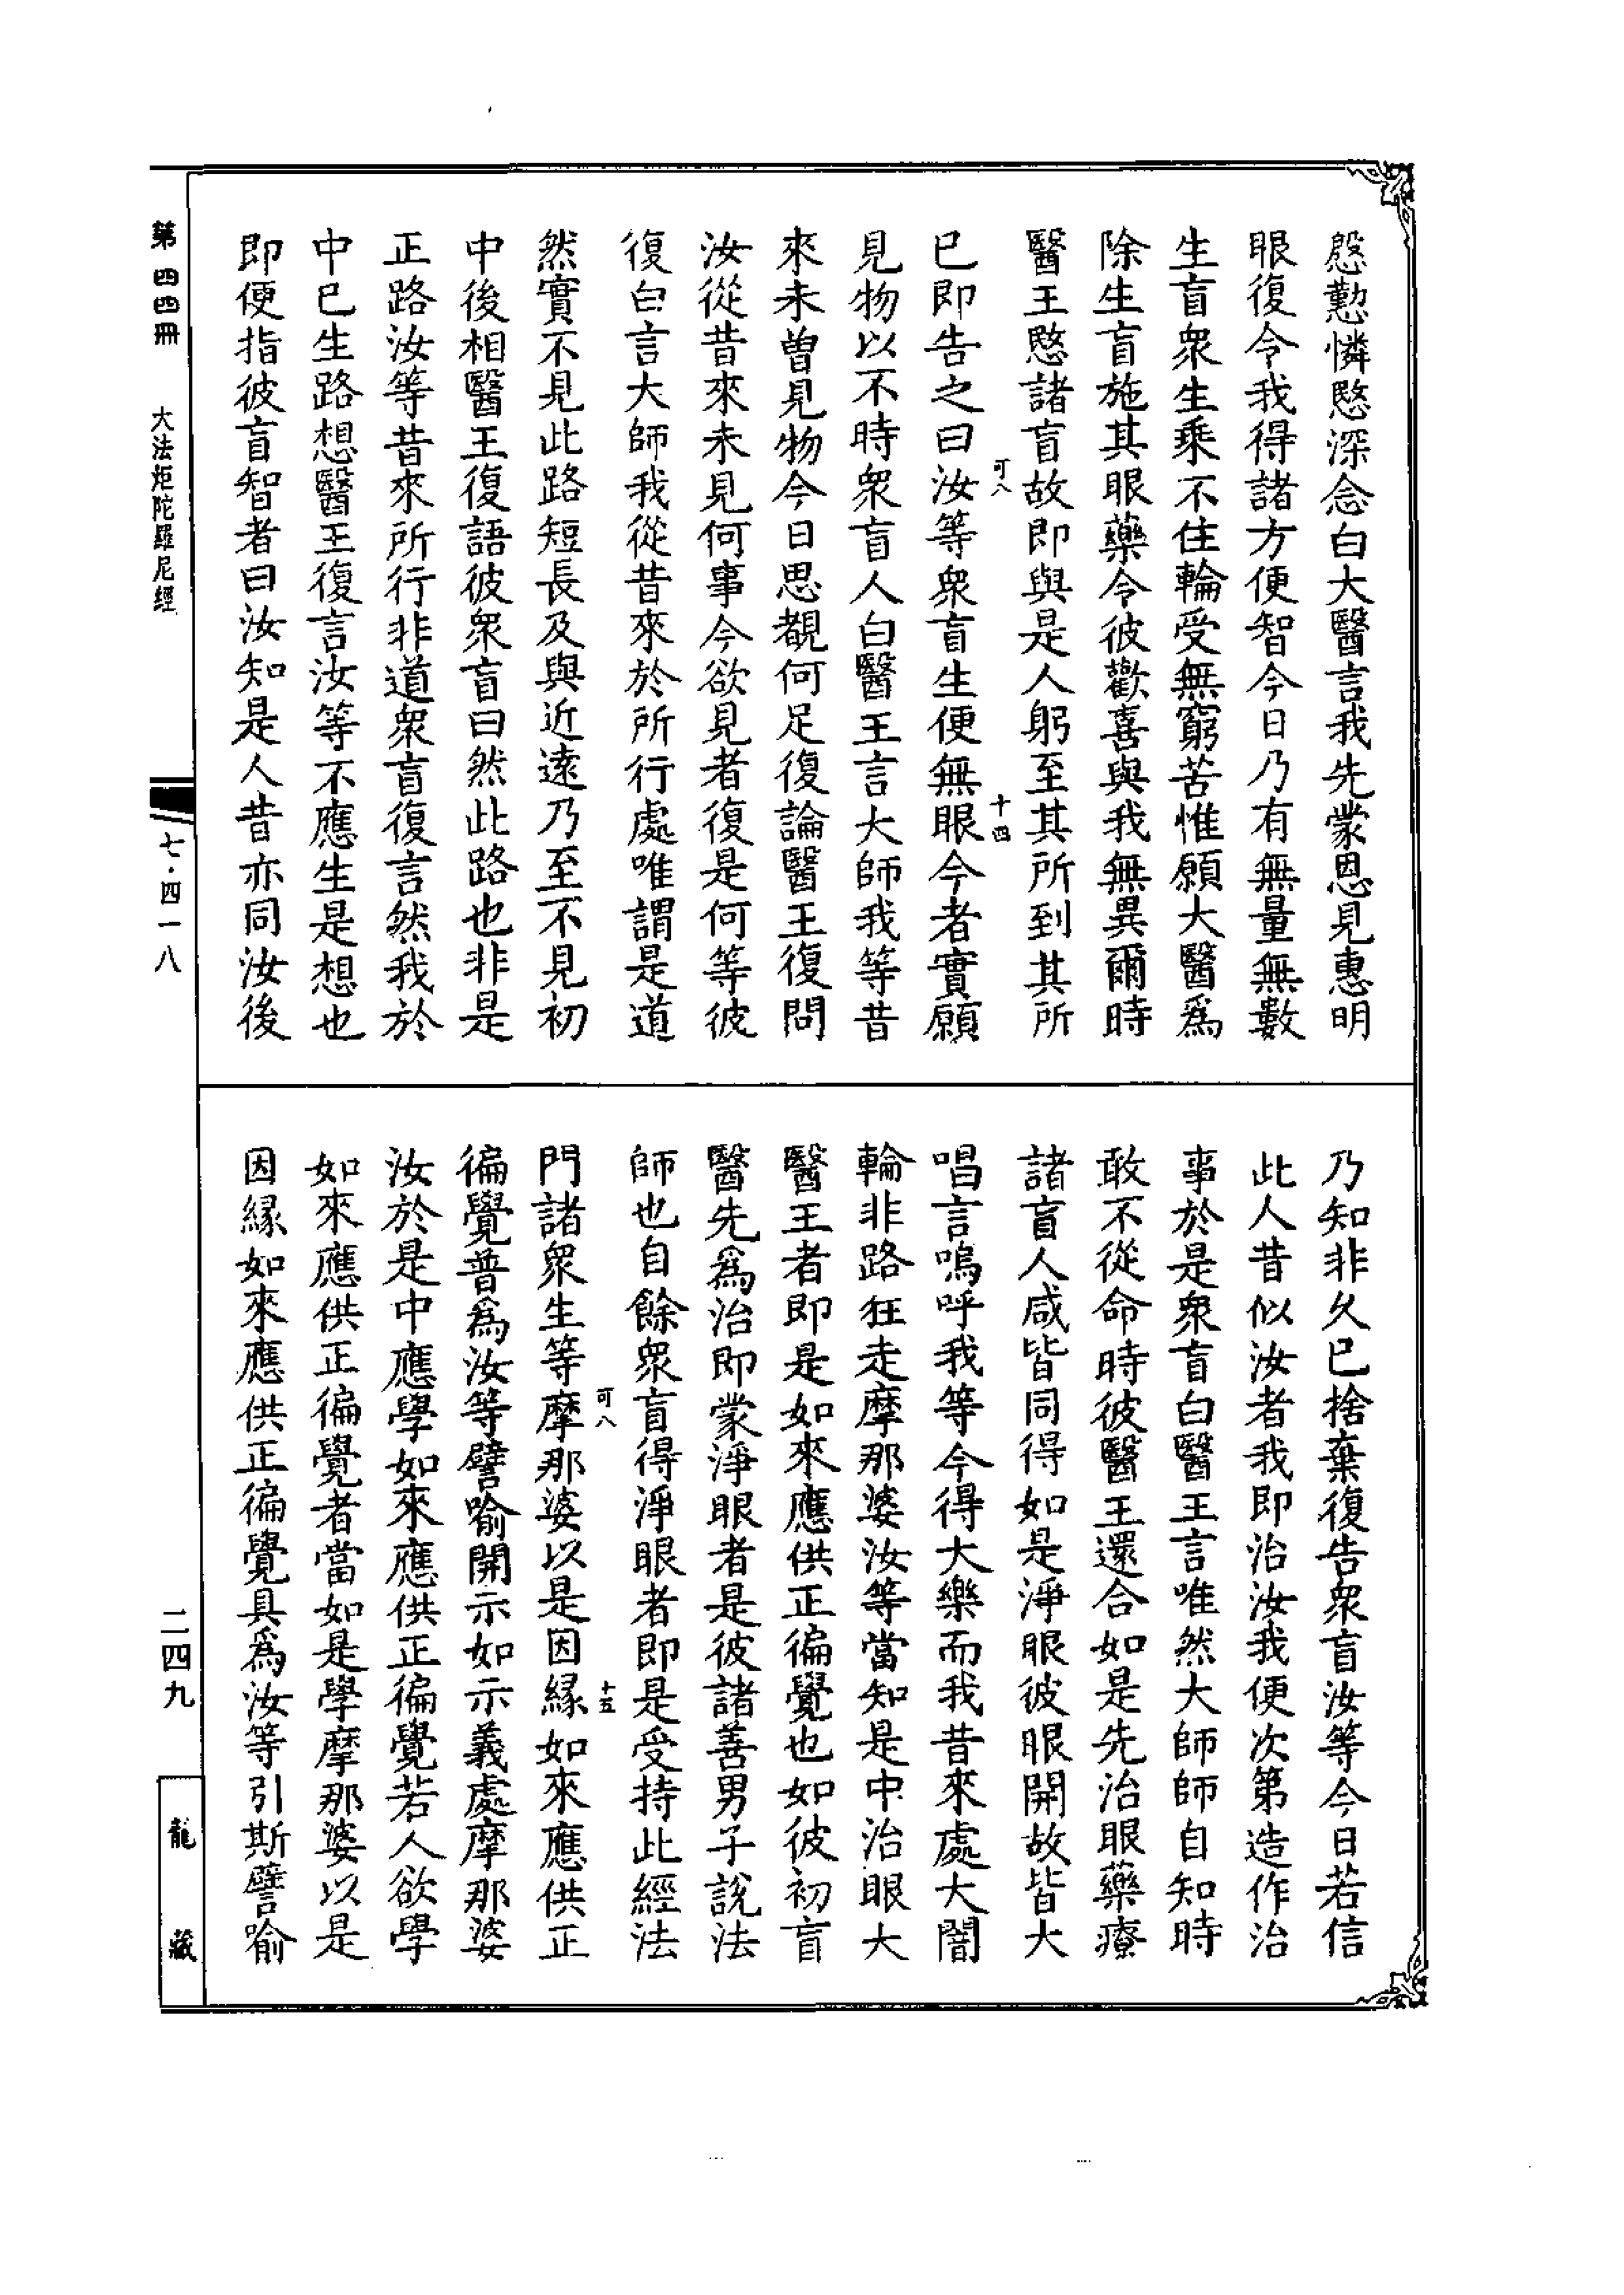 慇懃憐愍深念白大醫言我先蒙恩見惠明
眼復令我得諸方便智今日乃有無量無數
生盲衆生乘不住輪受無窮苦惟願大醫爲
除生盲施其眼藥令彼歡喜與我無異爾時
醫王愍諸盲故即與是人躬至其所到其所
可八
十四
已即告之曰汝等衆盲生便無眼今者實願
見物以不時衆盲人白醫王言大師我等昔
來未曾見物今日思覩何足復論醫王復問
汝從昔來未見何事今欲見者復是何等彼
復白言大師我從昔來於所行處唯謂是道
然實不見此路短長及與近遠乃至不見初
中後相醫王復語彼衆盲曰然此路也非是
正路汝等昔來所行非道衆盲復言然我於
中已生路想醫王復言汝等不應生是想也
即便指彼盲智者曰汝知是人昔亦同汝後
乃知非久已捨棄復告衆盲汝等今日若信
此人昔似汝者我即治汝我便次第造作治
事於是衆盲白醫王言唯然大師師自知時
敢不從命時彼醫王還合如是先治眼藥療
諸盲人咸皆同得如是淨眼彼眼開故皆大
唱言嗚呼我等今得大樂而我昔來處大闇
輪非路狂走摩那婆汝等當知是中治眼大
醫王者即是如來應供正徧覺也如彼初盲
醫先爲治即蒙淨眼者是彼諸善男子說法
師也自餘衆盲得淨眼者即是受持此經法
可八
十五
門諸衆生等摩那婆以是因緣如來應供正
徧覺普爲汝等譬喻開示如示義處摩那婆
汝於是中應學如來應供正徧覺若人欲學
如來應供正徧覺者當如是學摩那婆以是
因緣如來應供正徧覺具爲汝等引斯譬喻
第四四冊
大法炬陀羅尼經
七·四一八
二四九
龍藏